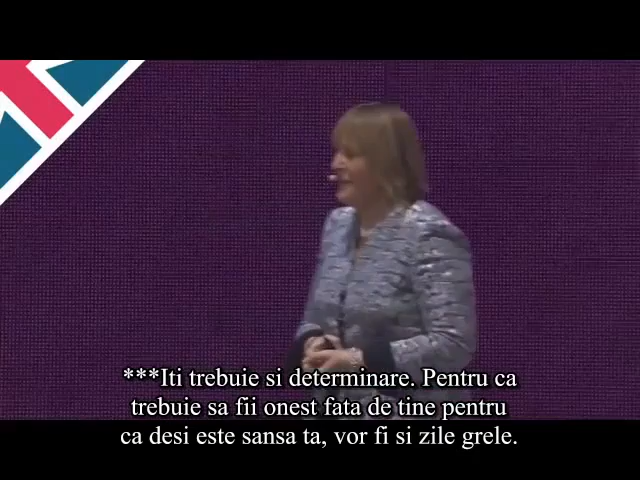 ***Iti trebuie si determinare. Pentru ca
trebuie sa fii onest fata de tine pentru
ca desi este sansa ta, vor fi si zile grele.